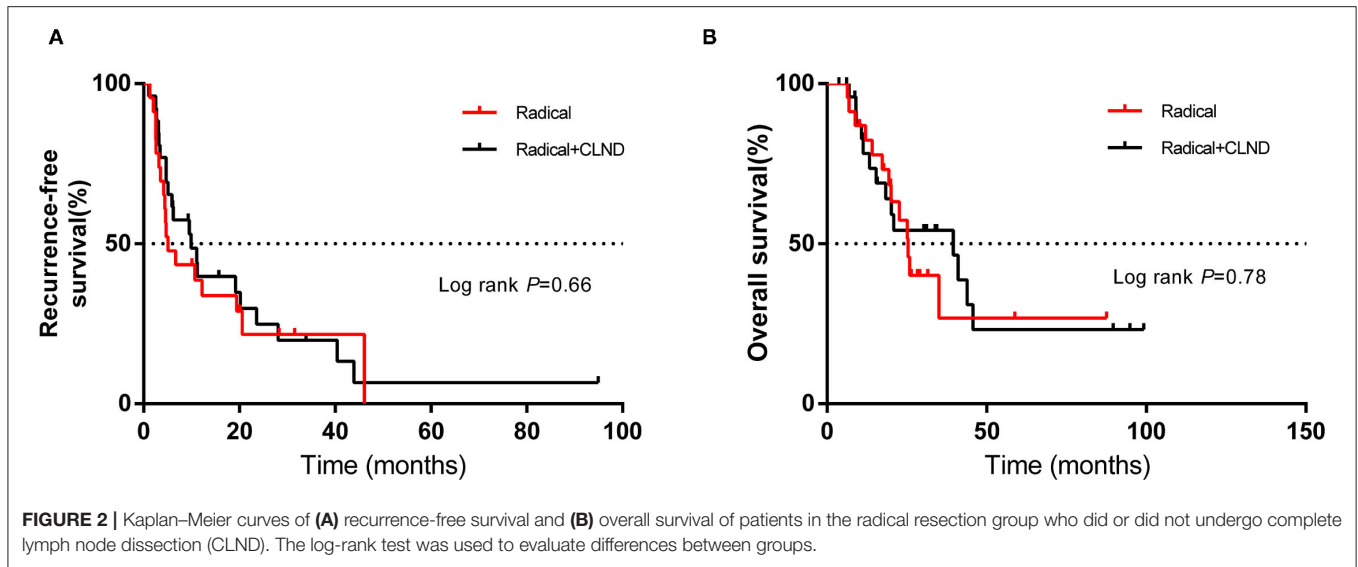 A
100
50
0
Recurrence-free
survival(%)
Radical
Radical+CLND
Log rank P=0.66
0 20 40 60 80 100
Time (months)
B
100
50
0
Overall survival(%)
Radical
Radical+CLND
Log rank P=0.78
0 50 100 150
Time (months)
FIGURE 2 | Kaplan–Meier curves of (A) recurrence-free survival and (B) overall survival of patients in the radical resection group who did or did not undergo complete
lymph node dissection (CLND). The log-rank test was used to evaluate differences between groups.